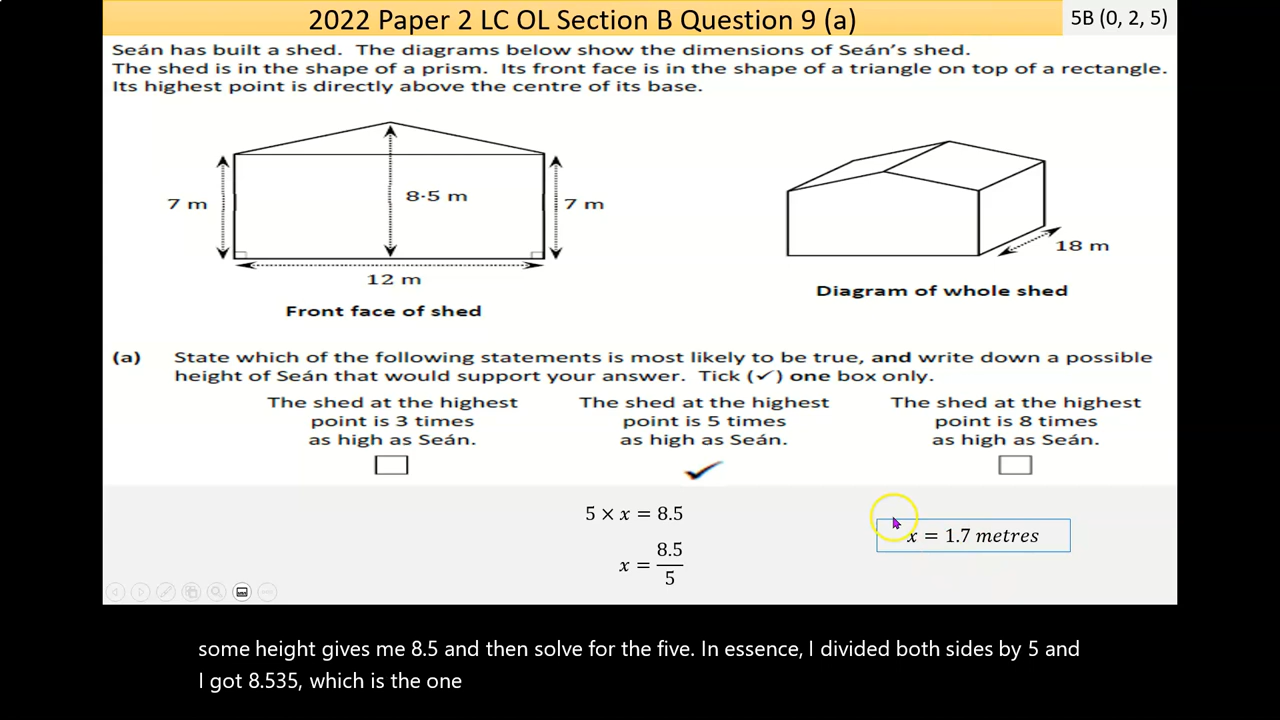 2022 Paper 2 LC OL Section B Question 9 (a)
5B (0, 2, 5)
Seán has built a shed. The diagrams below show the dimensions of Seán's shed.
The shed is in the shape of a prism. Its front face is in the shape of a triangle on top of a rectangle.
Its highest point is directly above the centre of its base.
7 m
8·5 m
7 m
12 m
Front face of shed
18 m
Diagram of whole shed
(a) State which of the following statements is most likely to be true, and write down a possible
height of Seán that would support your answer. Tick (✓) one box only.
The shed at the highest
point is 3 times
as high as Seán.
The shed at the highest
point is 5 times
as high as Seán.
The shed at the highest
point is 8 times
as high as Seán.
5 × x = 8.5
x = 8.5/5
x = 1.7 metres
some height gives me 8.5 and then solve for the five. In essence, I divided both sides by 5 and
I got 8.535, which is the one